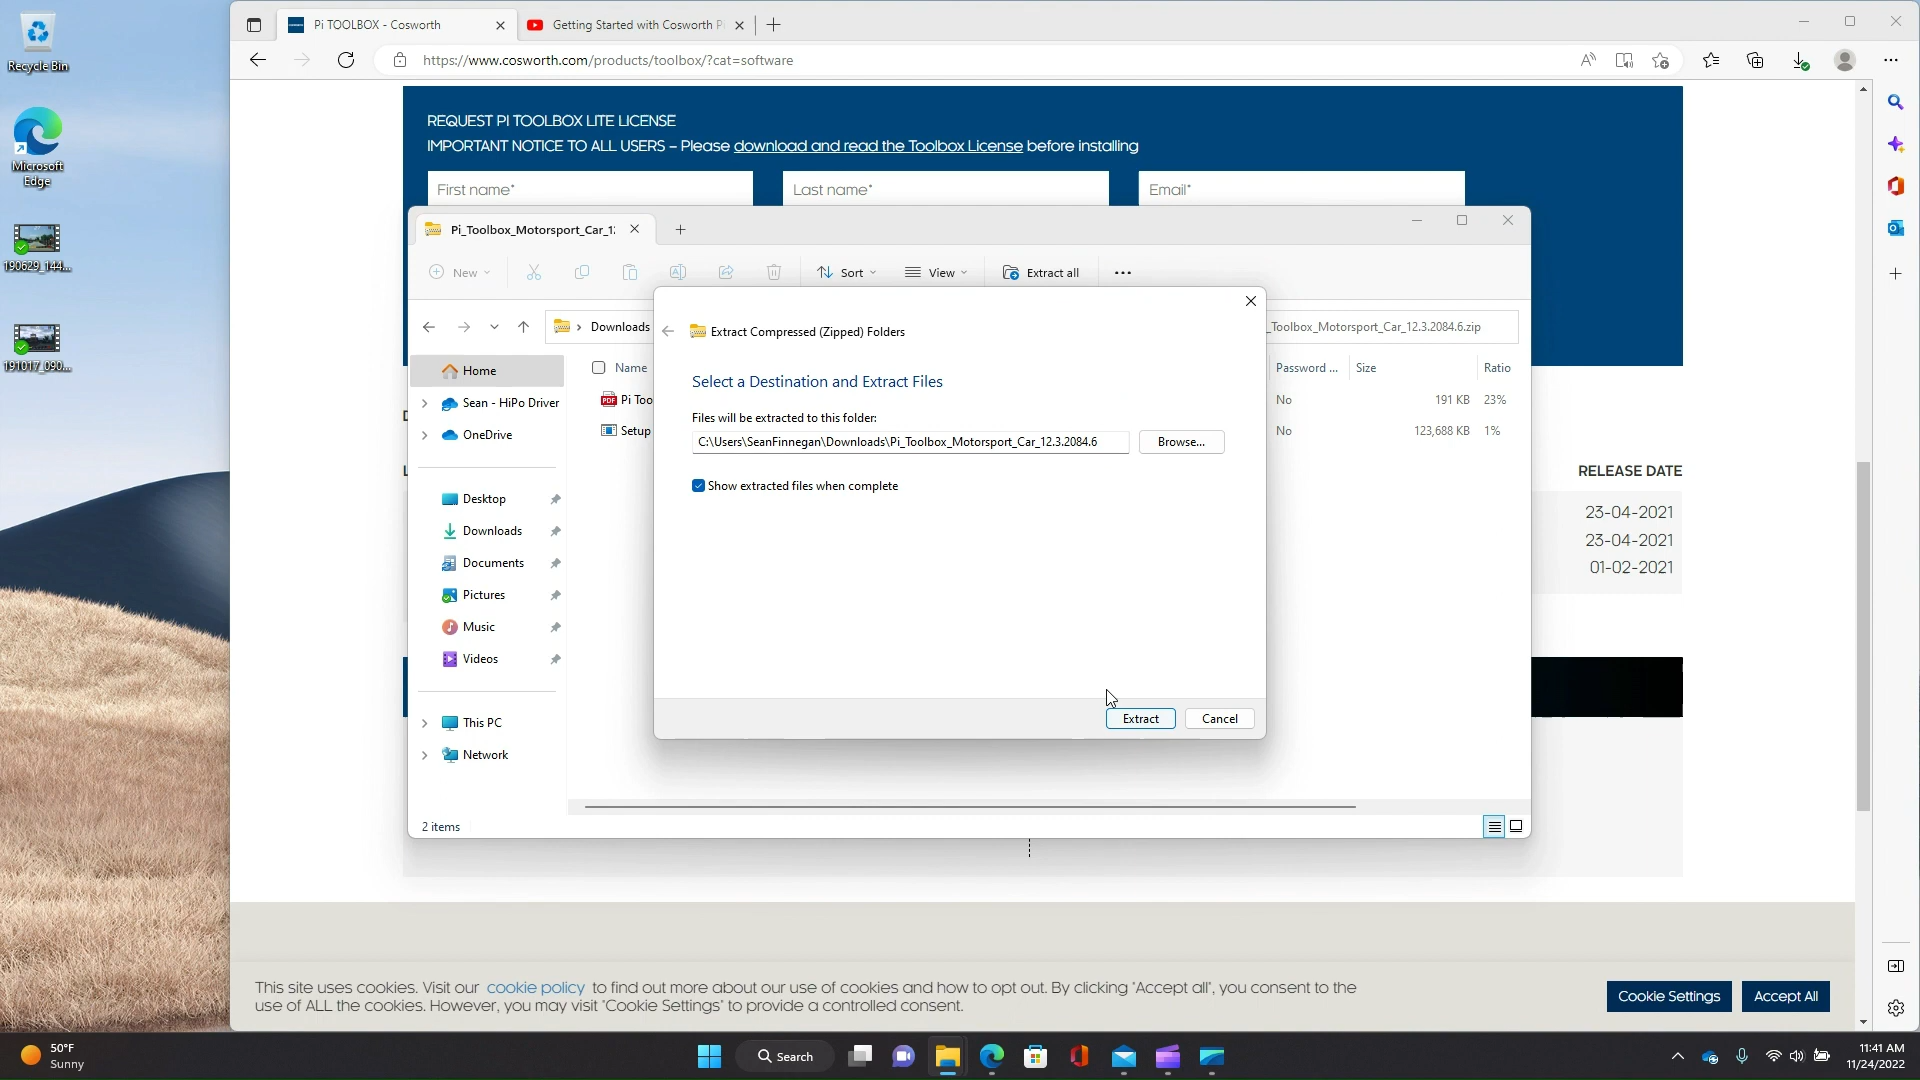 Recycle Bin
Microsoft
Edge
190629_144...
191017_090...
Pi TOOLBOX - Cosworth
Getting Started with Cosworth P
https://www.cosworth.com/products/toolbox/?cat=software
REQUEST PI TOOLBOX LITE LICENSE
IMPORTANT NOTICE TO ALL USERS – Please download and read the Toolbox License before installing
First name*
Last name*
Email*
Pi_Toolbox_Motorsport_Car_1
New
Sort
View
Extract all
Downloads
_Toolbox_Motorsport_Car_12.3.2084.6.zip
Home
Sean - HiPo Driver
OneDrive
Desktop
Downloads
Documents
Pictures
Music
Videos
This PC
Network
Name
Password ...
Size
Ratio
Pi Too
No
191 KB
23%
Setup
No
123,688 KB
1%
2 items
Extract Compressed (Zipped) Folders
Select a Destination and Extract Files
Files will be extracted to this folder:
C:\Users\SeanFinnegan\Downloads\Pi_Toolbox_Motorsport_Car_12.3.2084.6
Browse...
Show extracted files when complete
Extract
Cancel
RELEASE DATE
23-04-2021
23-04-2021
01-02-2021
This site uses cookies. Visit our cookie policy to find out more about our use of cookies and how to opt out. By clicking "Accept all", you consent to the
use of ALL the cookies. However, you may visit "Cookie Settings" to provide a controlled consent.
Cookie Settings
Accept All
50°F
Sunny
Search
11:41 AM
11/24/2022